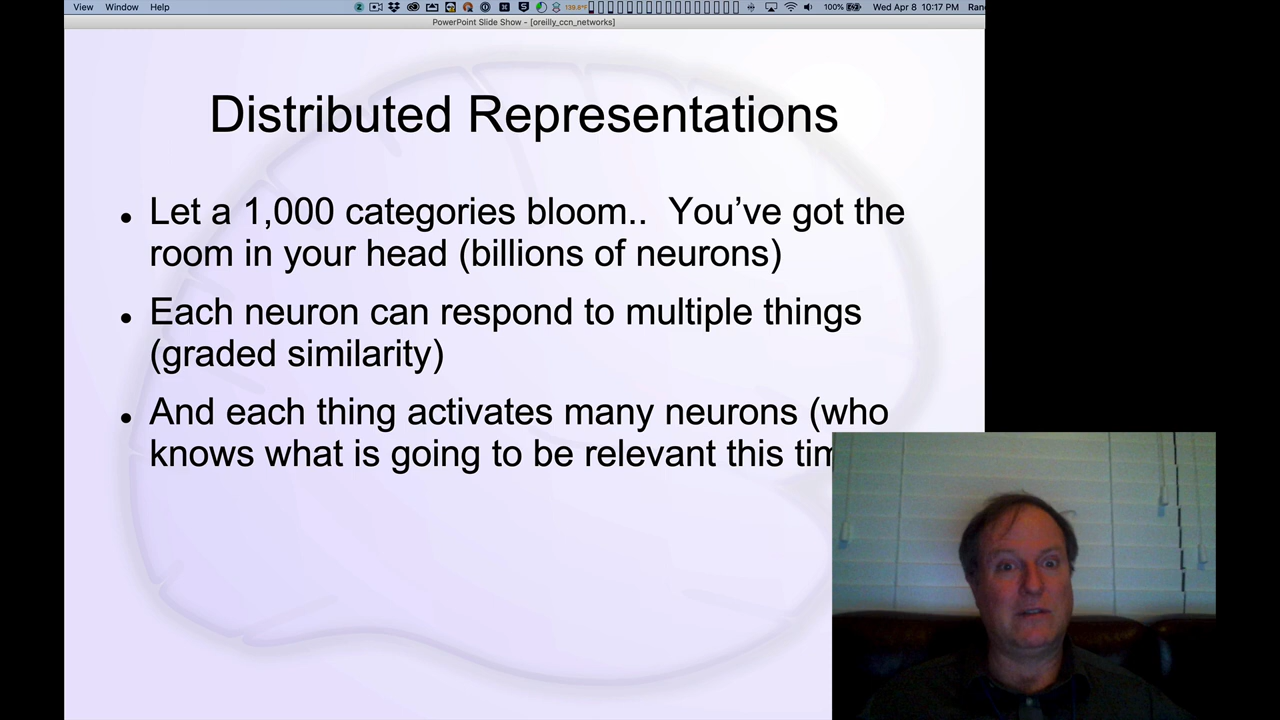 View Window Help 139.6°F 100% Wed Apr 8 10:17 PM Ran
PowerPoint Slide Show - [oreilly_ccn_networks]
Distributed Representations
• Let a 1,000 categories bloom.. You’ve got the
room in your head (billions of neurons)
• Each neuron can respond to multiple things
(graded similarity)
• And each thing activates many neurons (who
knows what is going to be relevant this tim